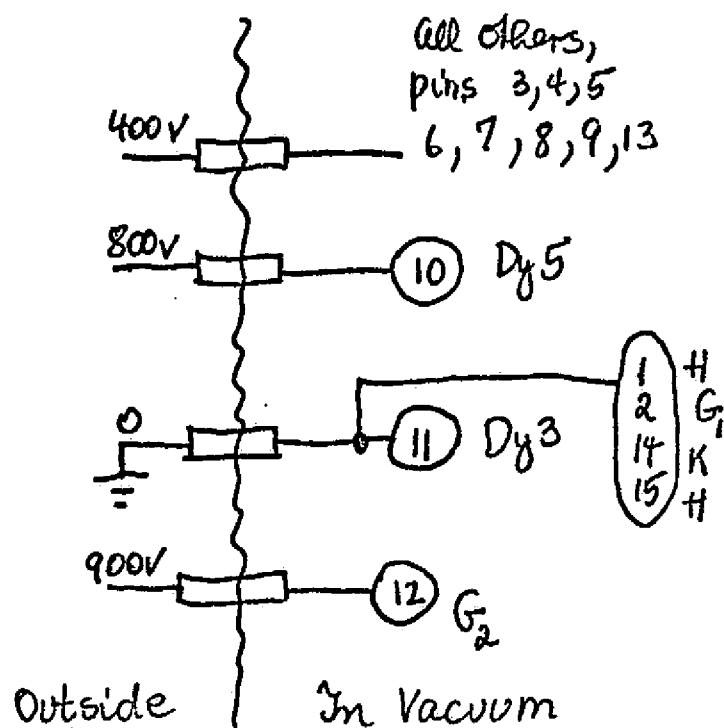 all others,
pins 3,4,5
6,7,8,9,13
400v
800v
10 Dy5
0
11 Dy3
1 H
2 G1
14 K
15 H
900V
12 G2
Outside In Vacuum